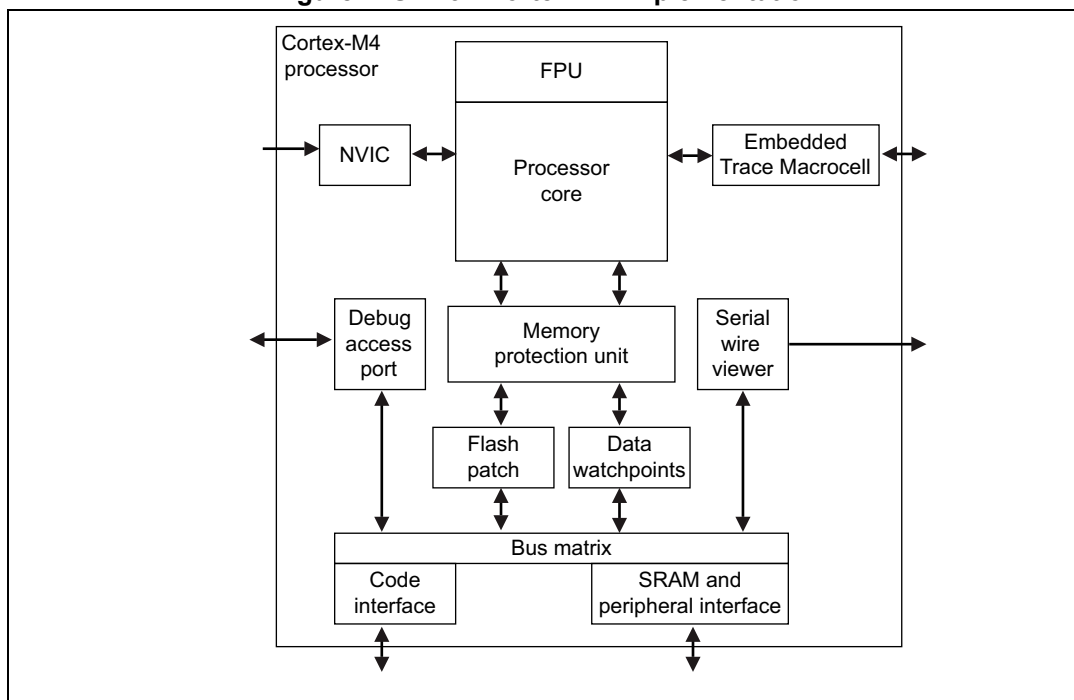 Cortex-M4
processor
FPU
NVIC
Processor
core
Embedded
Trace Macrocell
Debug
access
port
Memory
protection unit
Serial
wire
viewer
Flash
patch
Data
watchpoints
Bus matrix
Code
interface
SRAM and
peripheral interface